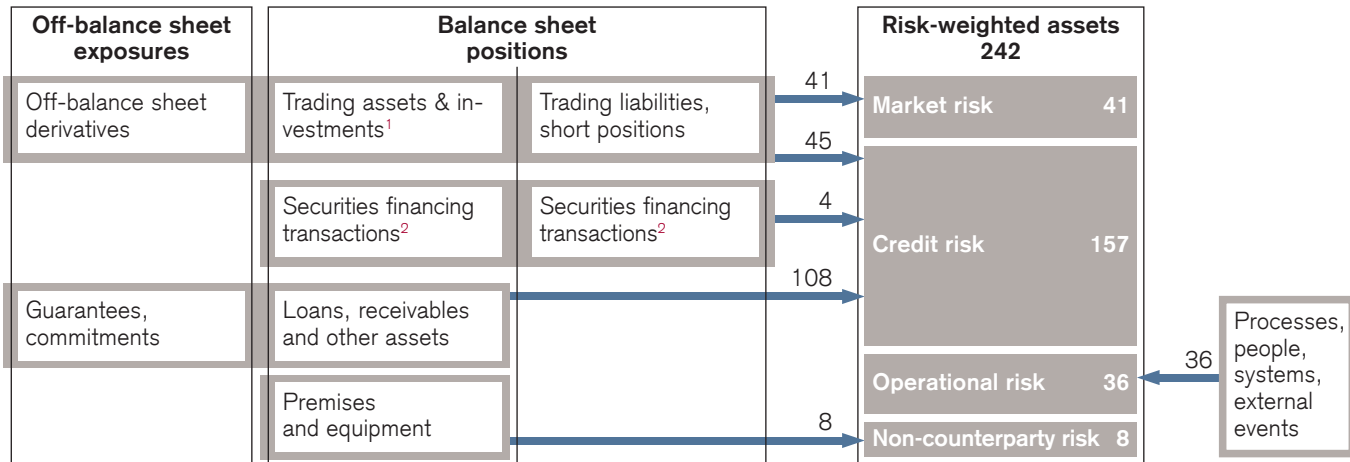 Off-balance sheet
exposures
Balance sheet
positions
Risk-weighted assets
242
Off-balance sheet
derivatives
Trading assets & in-
vestments1
Trading liabilities,
short positions
41
45
Market risk 41
Securities financing
transactions2
Securities financing
transactions2
4
Credit risk 157
Guarantees,
commitments
Loans, receivables
and other assets
108
Operational risk 36
36
Processes,
people,
systems,
external
events
Premises
and equipment
8
Non-counterparty risk 8